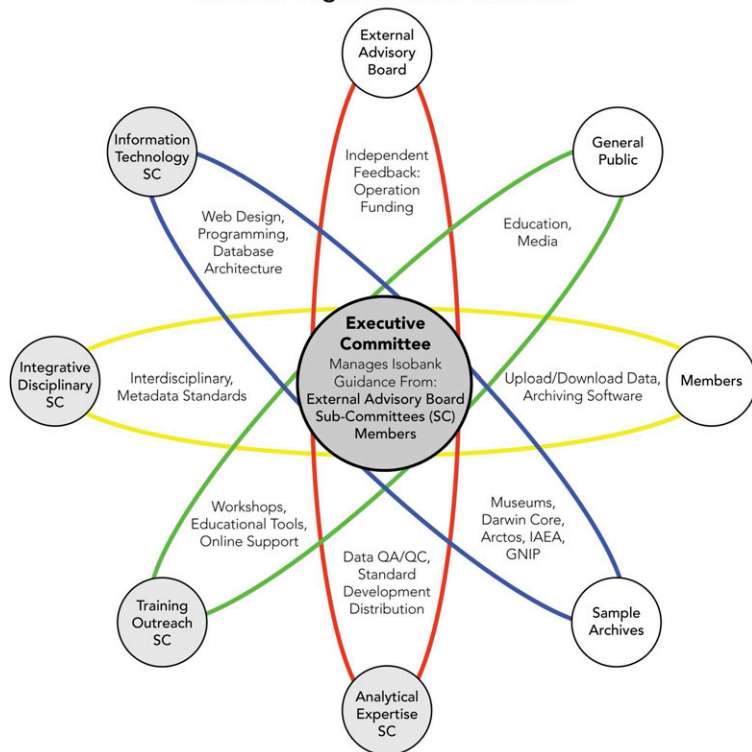 External
Advisory
Board
Information
Technology
SC
General
Public
Independent
Feedback:
Operation
Funding
Web Design,
Programming,
Database
Architecture
Education,
Media
Executive
Committee
Manages Isobank
Guidance From:
External Advisory Board
Sub-Committees (SC)
Members
Integrative
Disciplinary
SC
Interdisciplinary,
Metadata Standards
Upload/Download Data,
Archiving Software
Members
Workshops,
Educational Tools,
Online Support
Museums,
Darwin Core,
Arctos, IAEA,
GNIP
Data QA/QC,
Standard
Development
Distribution
Training
Outreach
SC
Sample
Archives
Analytical
Expertise
SC